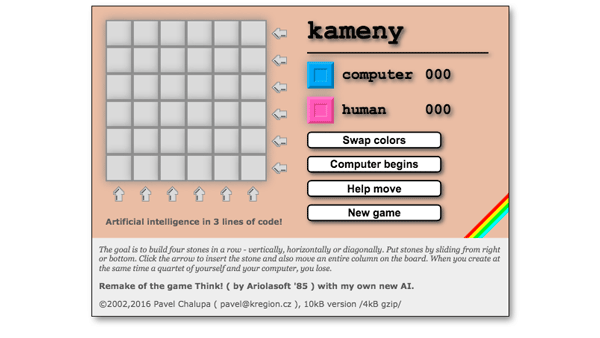 kameny
computer 000
human 000
Swap colors
Computer begins
Help move
New game
Artificial intelligence in 3 lines of code!
The goal is to build four stones in a row - vertically, horizontally or diagonally. Put stones by sliding from right
or bottom. Click the arrow to insert the stone and also move an entire column on the board. When you create at
the same time a quartet of yourself and your computer, you lose.
Remake of the game Think! ( by Ariolasoft '85 ) with my own new AI.
©2002,2016 Pavel Chalupa ( pavel@kregion.cz ), 10kB version /4kB gzip/